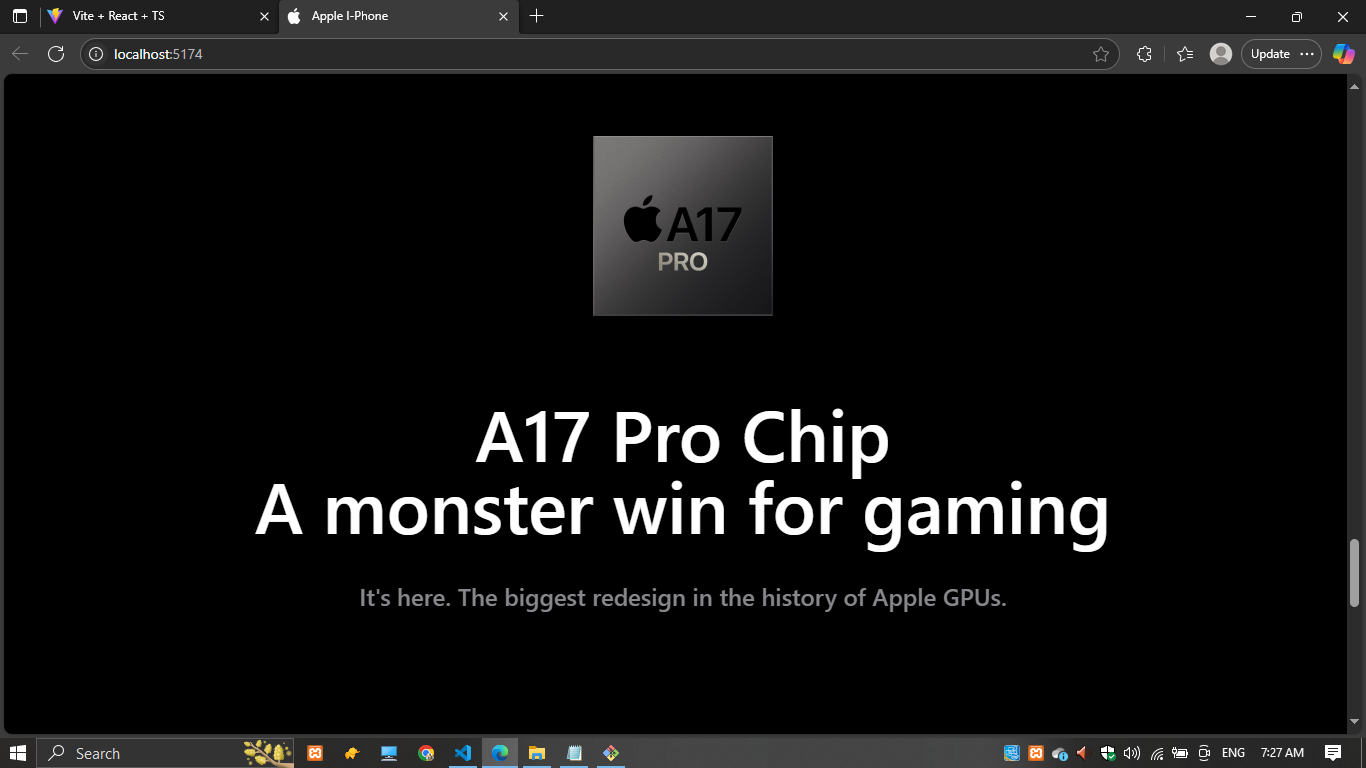 Vite + React + TS
Apple I-Phone
localhost:5174
Update
A17
PRO
A17 Pro Chip
A monster win for gaming
It's here. The biggest redesign in the history of Apple GPUs.
Search
ENG
7:27 AM